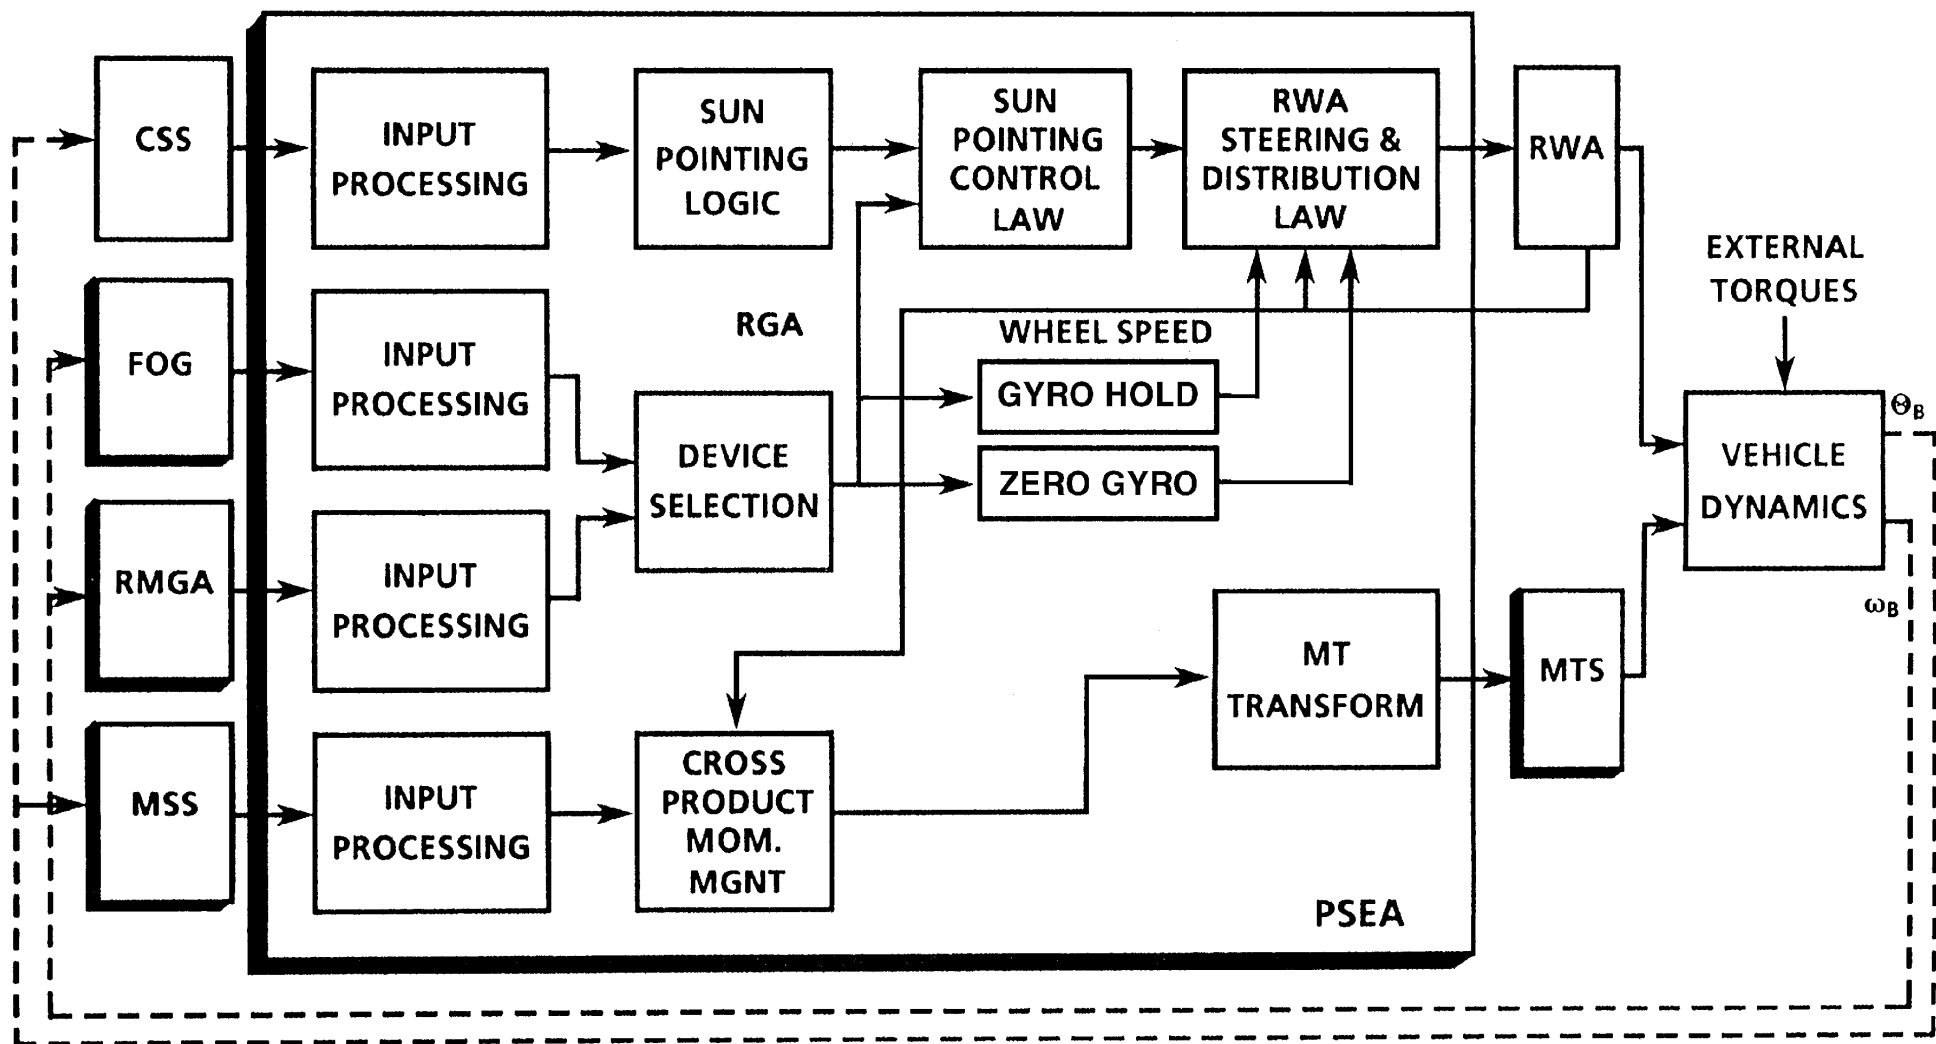 CSS
INPUT
PROCESSING
SUN
POINTING
LOGIC
SUN
POINTING
CONTROL
LAW
RWA
STEERING &
DISTRIBUTION
LAW
RWA
EXTERNAL
TORQUES
FOG
INPUT
PROCESSING
RGA
WHEEL SPEED
GYRO HOLD
ZERO GYRO
DEVICE
SELECTION
VEHICLE
DYNAMICS
ΘB
ωB
RMGA
INPUT
PROCESSING
MT
TRANSFORM
MTS
MSS
INPUT
PROCESSING
CROSS
PRODUCT
MOM.
MGNT
PSEA